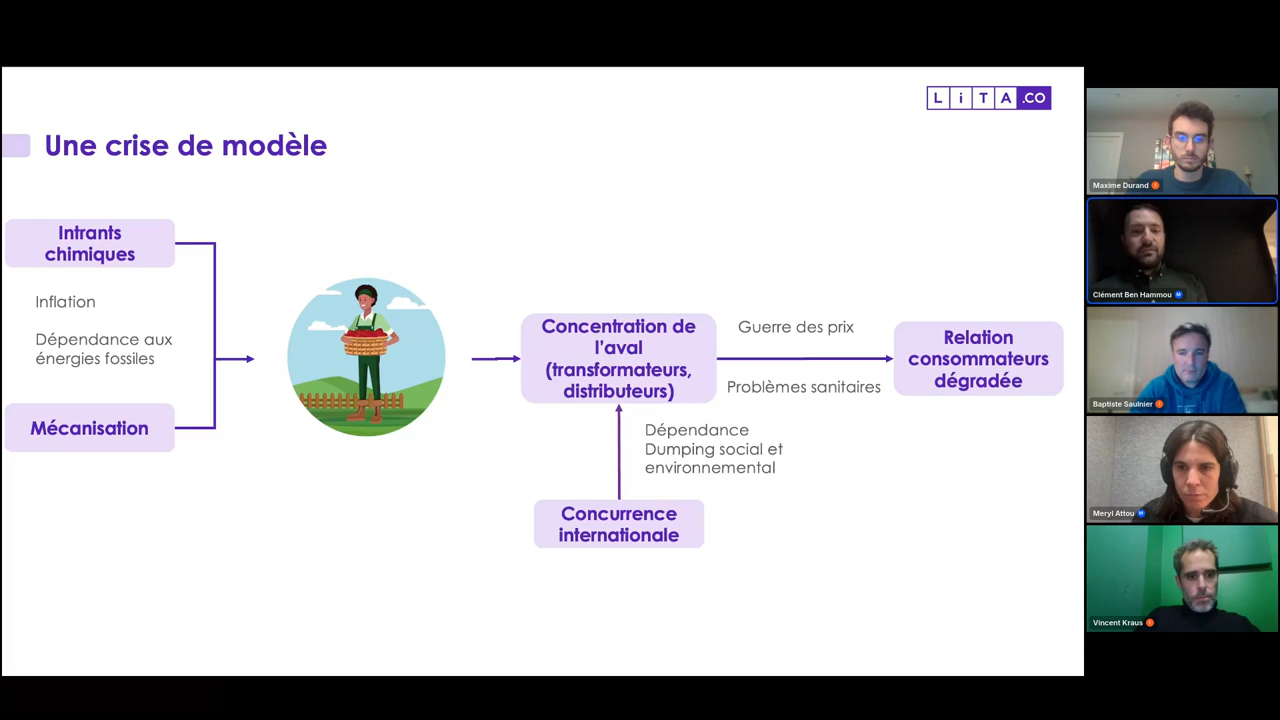 LiTA.CO
Une crise de modèle
Intrants
chimiques
Inflation
Dépendance aux
énergies fossiles
Mécanisation
Concentration de
l'aval
(transformateurs,
distributeurs)
Guerre des prix
Problèmes sanitaires
Relation
consommateurs
dégradée
Dépendance
Dumping social et
environnemental
Concurrence
internationale
Maxime Durand
Clément Ben Hammou
Baptiste Saulnier
Meryl Attou
Vincent Kraus